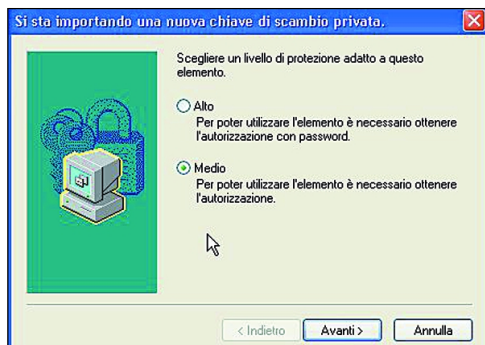 Si sta importando una nuova chiave di scambio privata.
Scegliere un livello di protezione adatto a questo
elemento.
Alto
Per poter utilizzare l'elemento è necessario ottenere
l'autorizzazione con password.
Medio
Per poter utilizzare l'elemento è necessario ottenere
l'autorizzazione.
< Indietro Avanti > Annulla